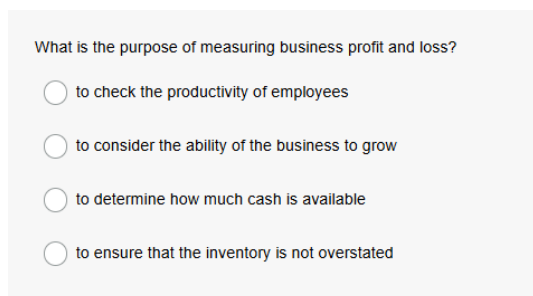 What is the purpose of measuring business profit and loss?
to check the productivity of employees
to consider the ability of the business to grow
to determine how much cash is available
to ensure that the inventory is not overstated